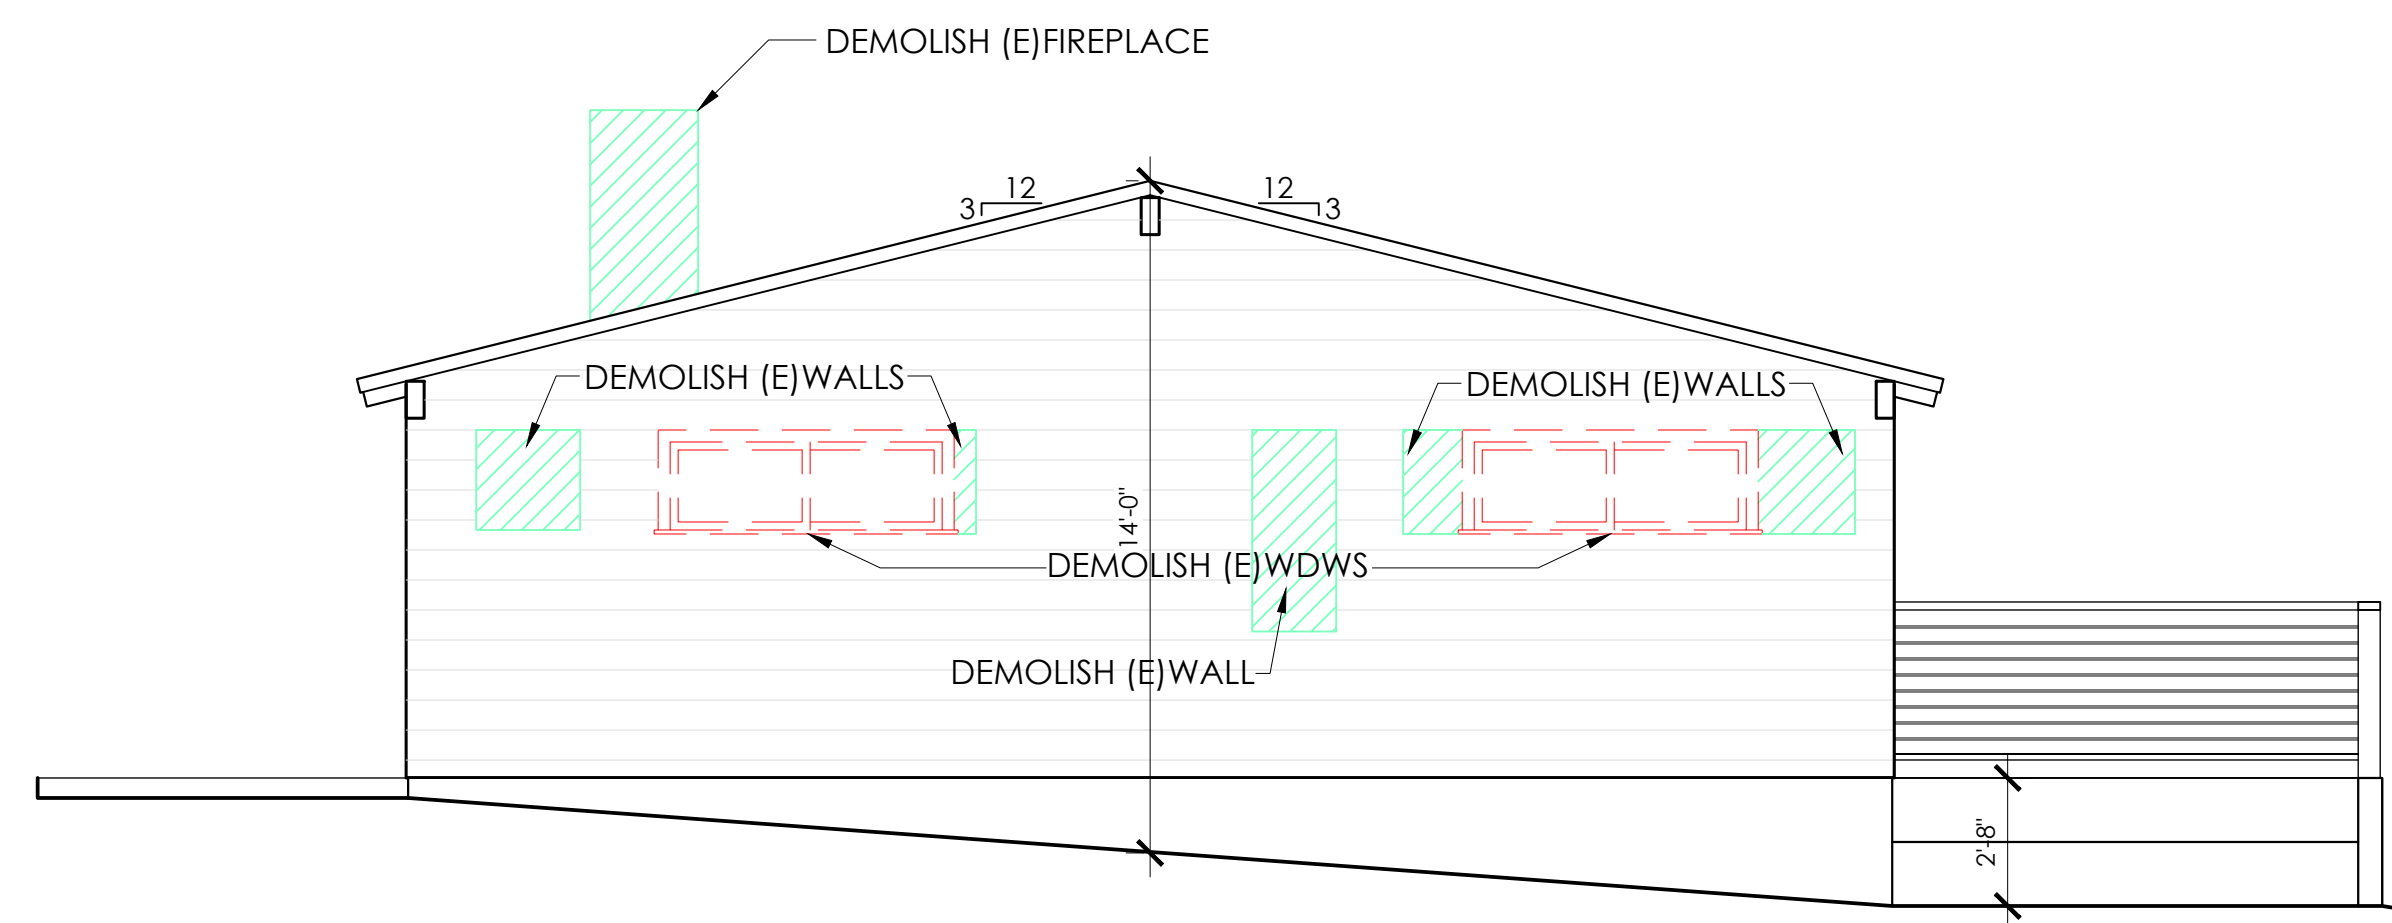 DEMOLISH (E)FIREPLACE
12
3
12
3
DEMOLISH (E)WALLS
DEMOLISH (E)WALLS
14'-0"
DEMOLISH (E)WDWS
DEMOLISH (E)WALL
2'-8"